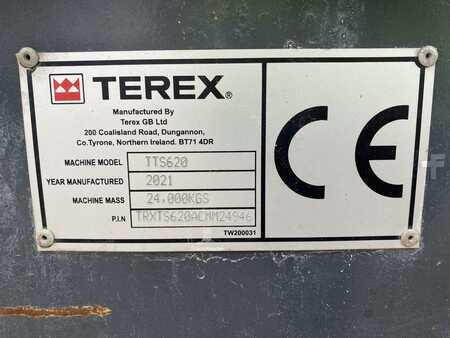 TEREX®
Manufactured By
Terex GB Ltd
200 Coalisland Road, Dungannon,
Co.Tyrone, Northern Ireland. BT71 4DR
MACHINE MODEL TTS620
YEAR MANUFACTURED 2021
MACHINE MASS 24,000KGS
P.I.N TRXTS620ACMM24946
TW200031
CE